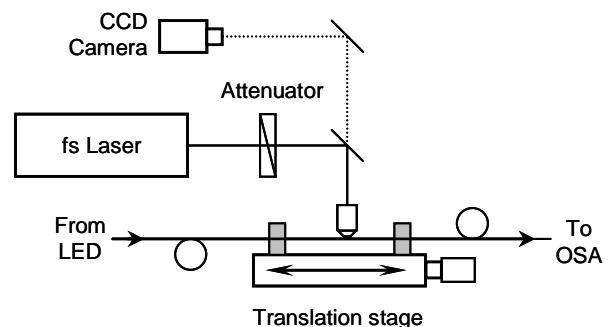 CCD
Camera
Attenuator
fs Laser
From
LED
To
OSA
Translation stage